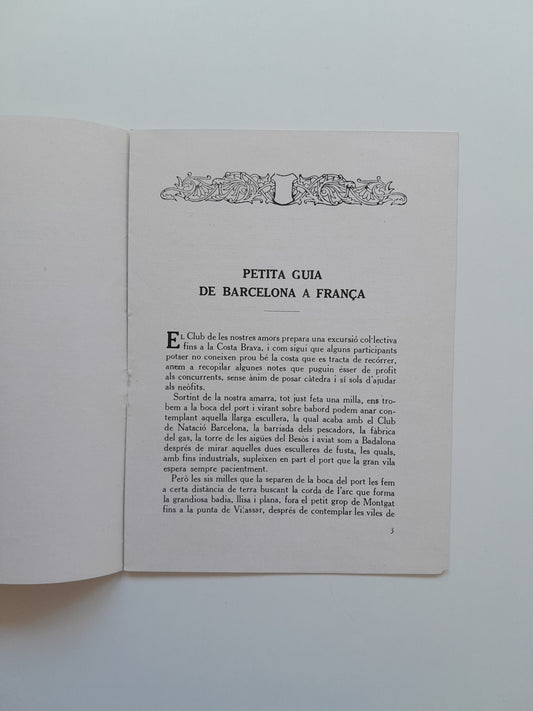 PETITA GUIA
DE BARCELONA A FRANÇA
EL Club de les nostres amors prepara una excursió col·lectiva
fins a la Costa Brava, i com sigui que alguns participants
potser no coneixen prou bé la costa que es tracta de recórrer,
anem a recopilar algunes notes que puguin ésser de profit
als concurrents, sense ànim de posar càtedra i sí sols d'ajudar
als neòfits.
Sortint de la nostra amarra, tot just feta una milla, ens tro-
bem a la boca del port i virant sobre babord podem anar con-
templant aquella llarga escullera, la qual acaba amb el Club
de Natació Barcelona, la barriada dels pescadors, la fàbrica
del gas, la torre de les aigües del Besòs i aviat som a Badalona
després de mirar aquelles dues esculleres de fusta, les quals,
amb fins industrials, supleixen en part el port que la gran vila
espera sempre pacientment.
Però les sis milles que la separen de la boca del port les fem
a certa distància de terra buscant la corda de l'arc que forma
la grandiosa badia, llisa i plana, fora el petit grop de Montgat
fins a la punta de Vilassar, després de contemplar les viles de
3